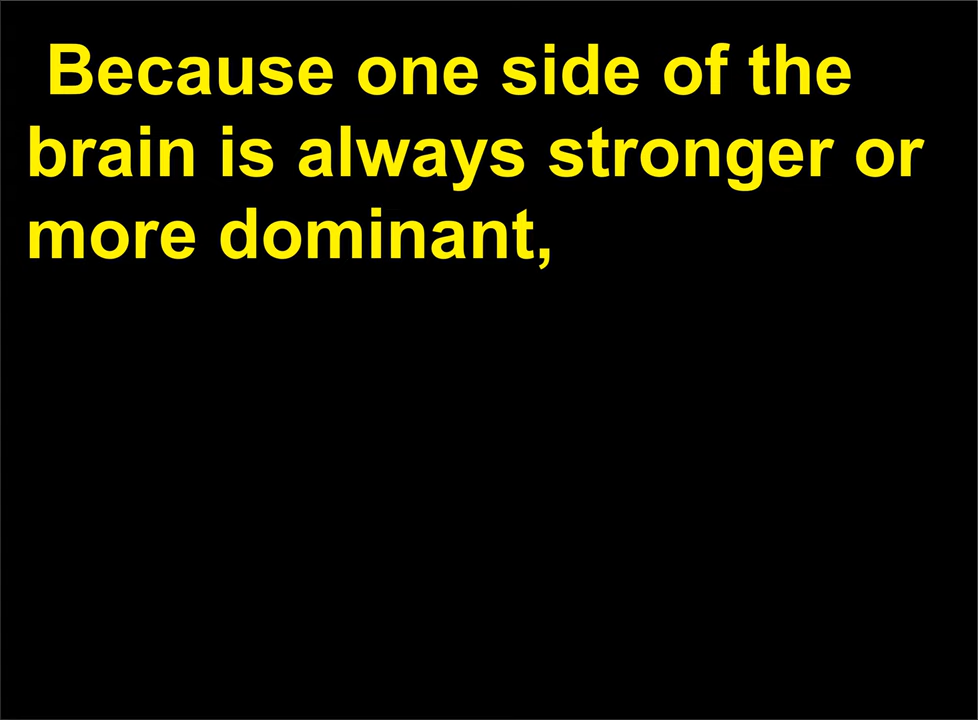 Because one side of the
brain is always stronger or
more dominant,